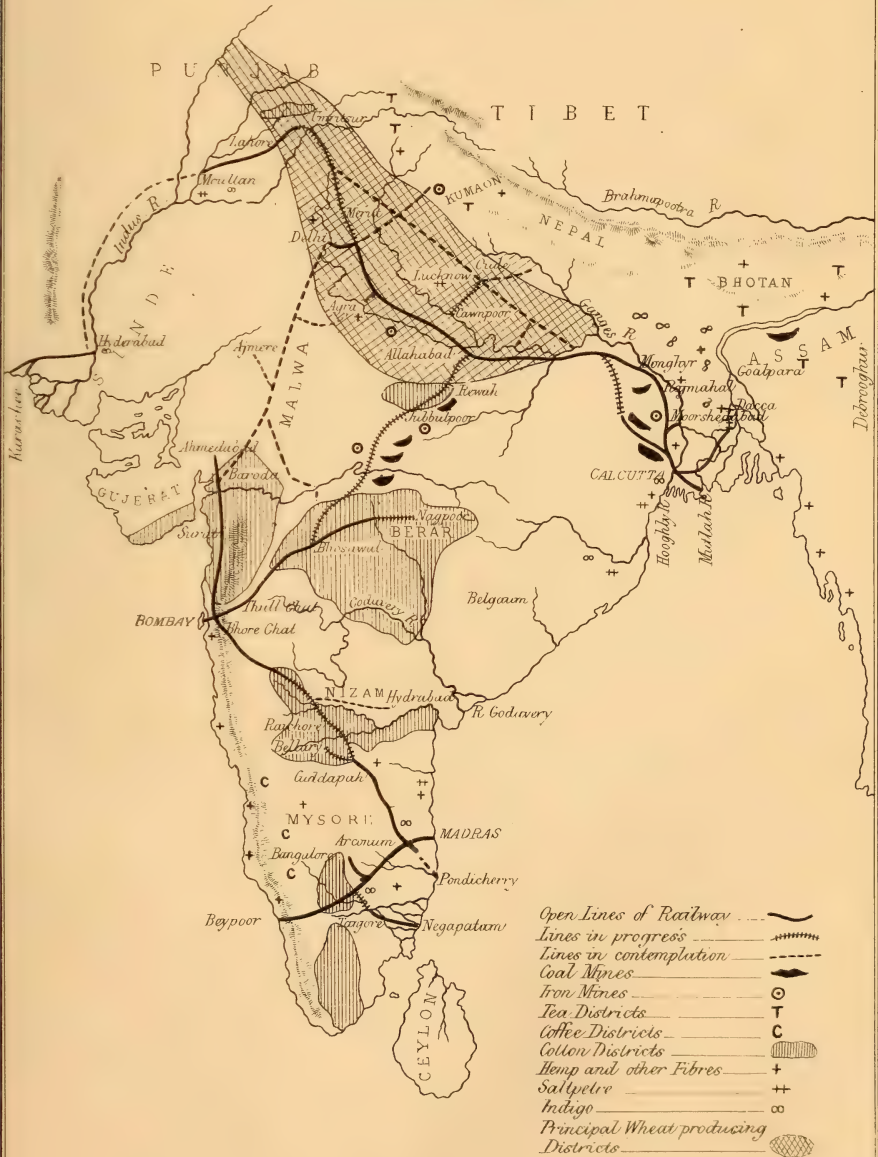 PUNJAB
TIBET
Umritsur
Lahore
Mooltan
Indus R
KUMAON
Brahmapootra R
NEPAL
Merut
Delhi
Lucknow
Oude
BHOTAN
Agra
Cawnpoor
Ganges R
ASSAM
SINDE
Hyderabad
Ajmere
MALWA
Allahabad
Monghyr
Rajmahal
Goalpara
Debrooghur
Kurachee
Rewah
Jubbulpoor
Dacca
Moorshedabad
Ahmedabad
Baroda
CALCUTTA
GUJERAT
Hooghly R
Mutlah R
Surat
Nagpoor
BERAR
Bhosawul
Thull Ghat
Godavery R
Belgaum
BOMBAY
Bhore Ghat
NIZAM
Hydrabad
R Godavery
Raichore
Bellary
Cuddapah
MYSORE
Arconum
MADRAS
Bangalore
Pondicherry
Beypoor
Tanjore
Negapatam
CEYLON
Open Lines of Railway
Lines in progress
Lines in contemplation
Coal Mines
Iron Mines
Tea Districts T
Coffee Districts C
Cotton Districts
Hemp and other Fibres +
Saltpetre
Indigo ∞
Principal Wheat producing
Districts